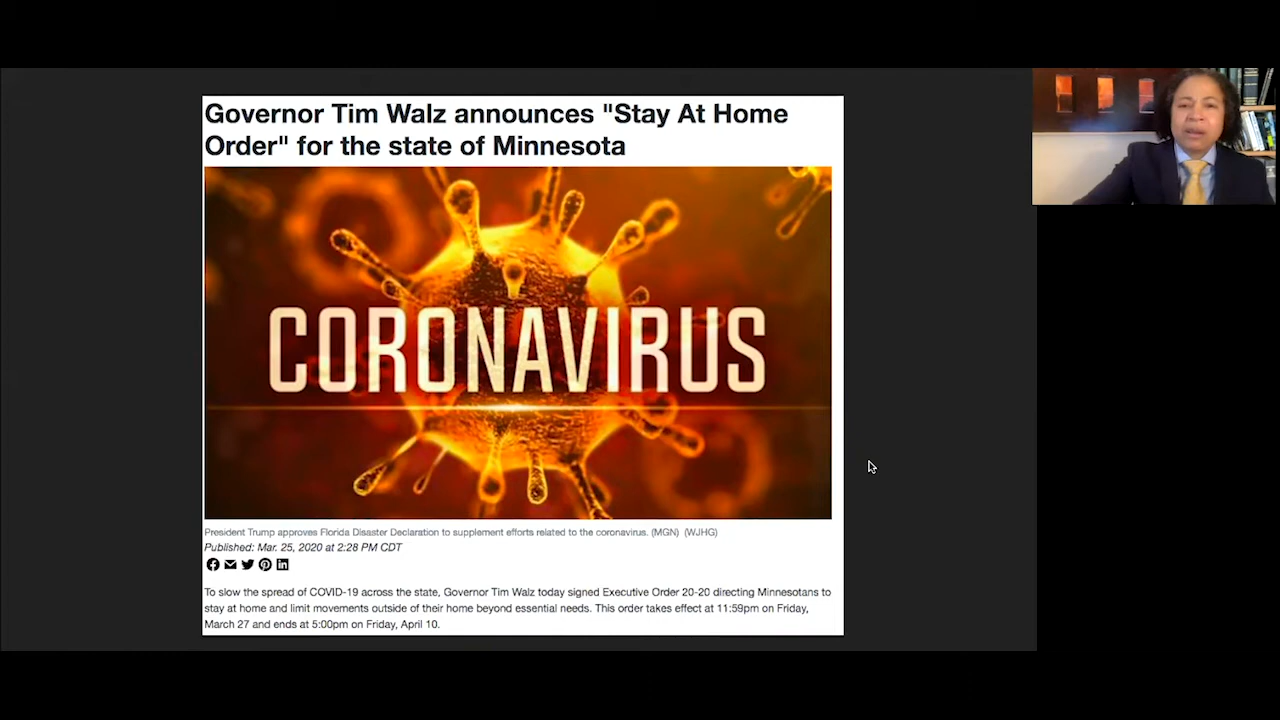 Governor Tim Walz announces "Stay At Home
Order" for the state of Minnesota
CORONAVIRUS
President Trump approves Florida Disaster Declaration to supplement efforts related to the coronavirus. (MGN) (WJHG)
Published: Mar. 25, 2020 at 2:28 PM CDT
To slow the spread of COVID-19 across the state, Governor Tim Walz today signed Executive Order 20-20 directing Minnesotans to
stay at home and limit movements outside of their home beyond essential needs. This order takes effect at 11:59pm on Friday,
March 27 and ends at 5:00pm on Friday, April 10.